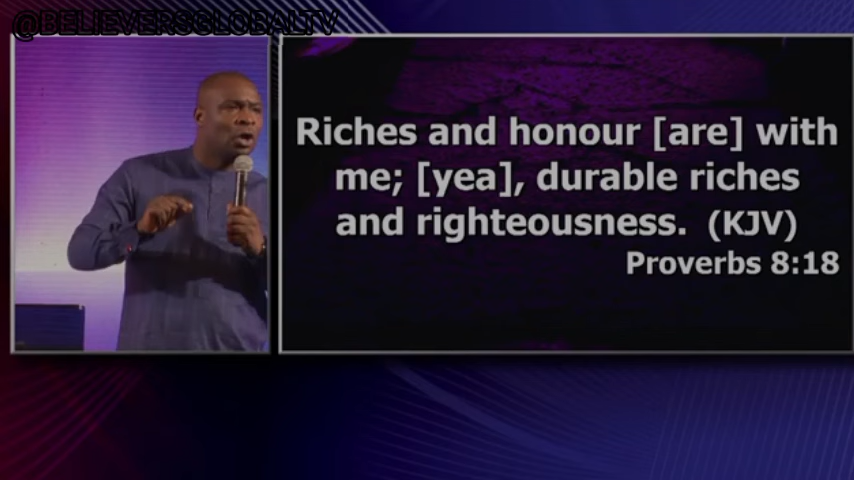 @BELIEVERSGLOBALTV
Riches and honour [are] with
me; [yea], durable riches
and righteousness. (KJV)
Proverbs 8:18